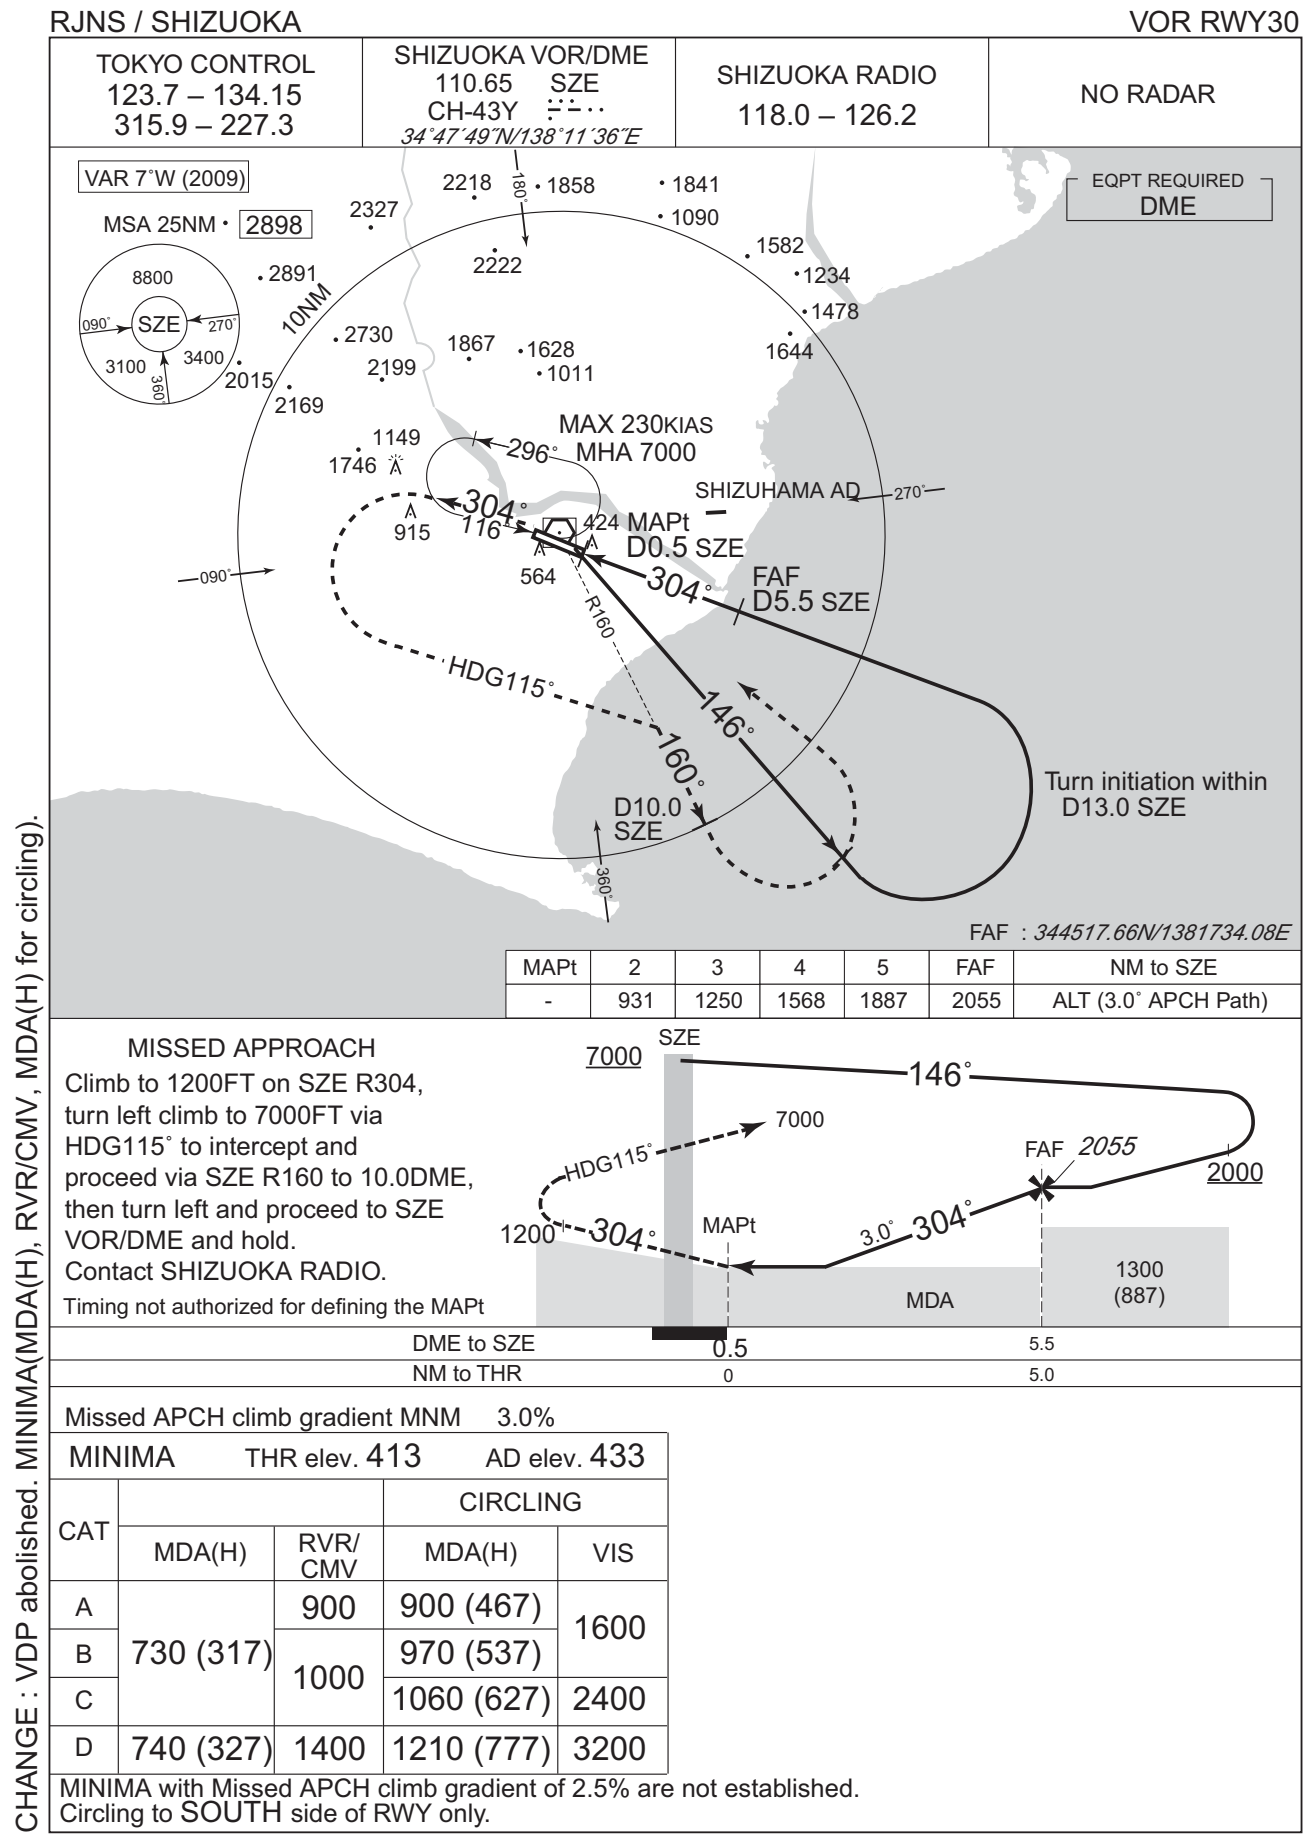 RJNS / SHIZUOKA
VOR RWY30
TOKYO CONTROL
123.7 – 134.15
315.9 – 227.3
SHIZUOKA VOR/DME
110.65 SZE
CH-43Y
34°47´49˝N/138°11´36˝E
SHIZUOKA RADIO
118.0 – 126.2
NO RADAR
VAR 7°W (2009)
EQPT REQUIRED
DME
MSA 25NM
2898
8800
SZE
090°
270°
3100
3400
360°
180°
2218
1858
1841
2327
1090
2222
1582
1234
2891
10NM
1478
2730
1867
1628
1644
2199
1011
2015
2169
1149
1746
MAX 230KIAS
MHA 7000
296°
SHIZUHAMA AD
270°
304°
116°
915
424
MAPt
D0.5 SZE
564
304°
FAF
D5.5 SZE
090°
R160
HDG115°
146°
160°
Turn initiation within
D13.0 SZE
D10.0
SZE
360°
FAF : 344517.66N/1381734.08E
MAPt 2 3 4 5 FAF NM to SZE
- 931 1250 1568 1887 2055 ALT (3.0° APCH Path)
MISSED APPROACH
Climb to 1200FT on SZE R304,
turn left climb to 7000FT via
HDG115° to intercept and
proceed via SZE R160 to 10.0DME,
then turn left and proceed to SZE
VOR/DME and hold.
Contact SHIZUOKA RADIO.
Timing not authorized for defining the MAPt
SZE
7000
146°
7000
HDG115°
FAF 2055
2000
1200
304°
MAPt
3.0°
304°
1300
(887)
MDA
DME to SZE 0.5 5.5
NM to THR 0 5.0
Missed APCH climb gradient MNM 3.0%
MINIMA THR elev. 413 AD elev. 433
CAT
CIRCLING
MDA(H)
RVR/
CMV
MDA(H)
VIS
A 900 900 (467)
1600
B 730 (317) 970 (537)
1000
C 1060 (627) 2400
D 740 (327) 1400 1210 (777) 3200
MINIMA with Missed APCH climb gradient of 2.5% are not established.
Circling to SOUTH side of RWY only.
CHANGE : VDP abolished. MINIMA(MDA(H), RVR/CMV, MDA(H) for circling).